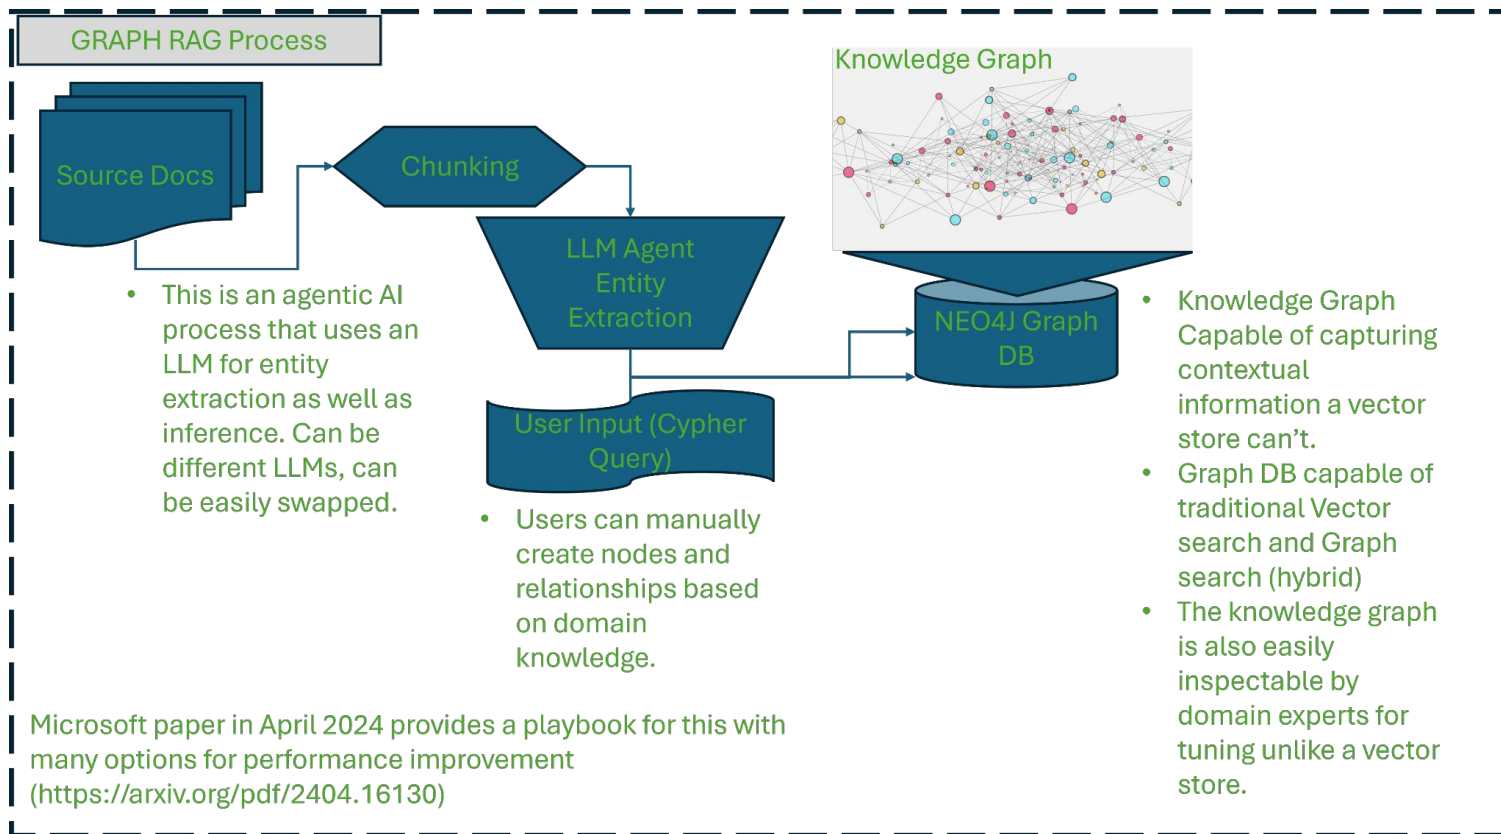 GRAPH RAG Process
Knowledge Graph
Source Docs
Chunking
LLM Agent
Entity
Extraction
NEO4J Graph
DB
User Input (Cypher
Query)
• This is an agentic AI
process that uses an
LLM for entity
extraction as well as
inference. Can be
different LLMs, can
be easily swapped.
• Users can manually
create nodes and
relationships based
on domain
knowledge.
• Knowledge Graph
Capable of capturing
contextual
information a vector
store can’t.
• Graph DB capable of
traditional Vector
search and Graph
search (hybrid)
• The knowledge graph
is also easily
inspectable by
domain experts for
tuning unlike a vector
store.
Microsoft paper in April 2024 provides a playbook for this with
many options for performance improvement
(https://arxiv.org/pdf/2404.16130)